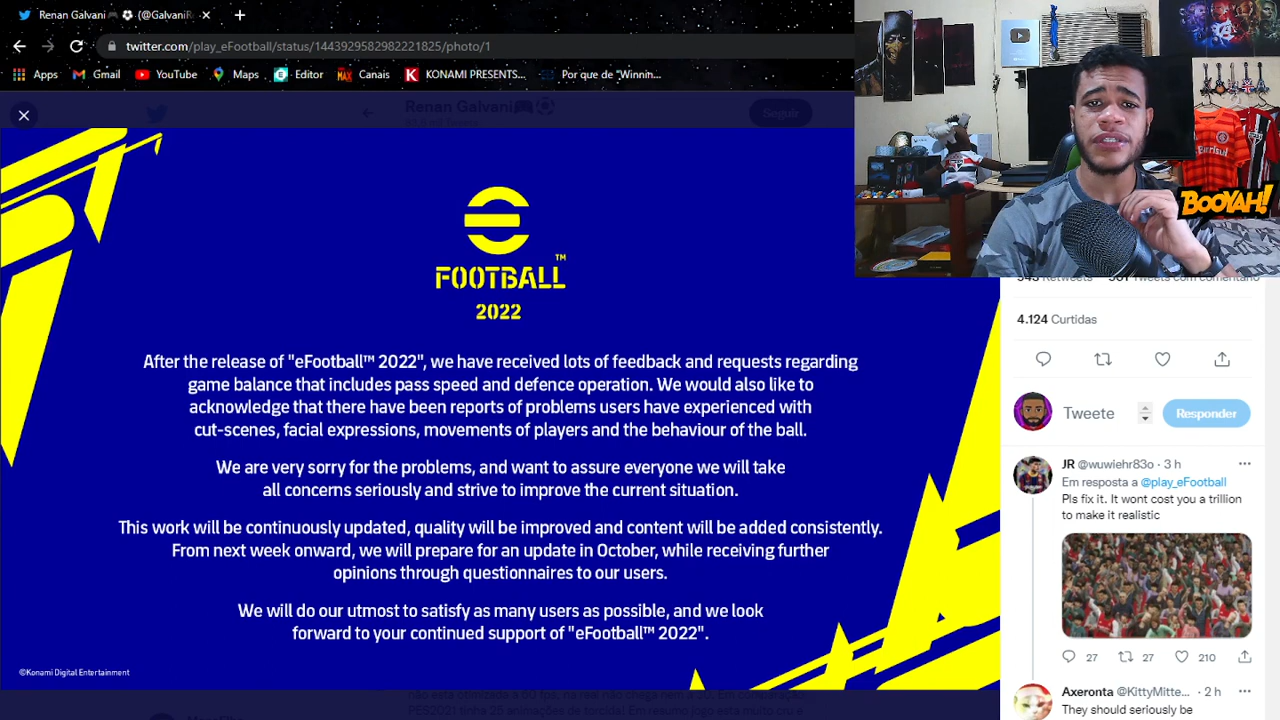 Renan Galvani🎮⚽ (@GalvaniR
twitter.com/play_eFootball/status/1443929582982221825/photo/1
Apps
Gmail
YouTube
Maps
Editor
Canais
KONAMI PRESENTS...
Por que de "Winnin...
Renan Galvani
Seguir
BOOYAH!
FOOTBALL™
2022
After the release of "eFootball™ 2022", we have received lots of feedback and requests regarding
game balance that includes pass speed and defence operation. We would also like to
acknowledge that there have been reports of problems users have experienced with
cut-scenes, facial expressions, movements of players and the behaviour of the ball.
We are very sorry for the problems, and want to assure everyone we will take
all concerns seriously and strive to improve the current situation.
This work will be continuously updated, quality will be improved and content will be added consistently.
From next week onward, we will prepare for an update in October, while receiving further
opinions through questionnaires to our users.
We will do our utmost to satisfy as many users as possible, and we look
forward to your continued support of "eFootball™ 2022".
©Konami Digital Entertainment
4.124 Curtidas
Tweete
Responder
JR @wuwiehr83o · 3 h
Em resposta a @play_eFootball
Pls fix it. It wont cost you a trillion
to make it realistic
27
27
210
Axeronta @KittyMitte... · 2 h
They should seriously be